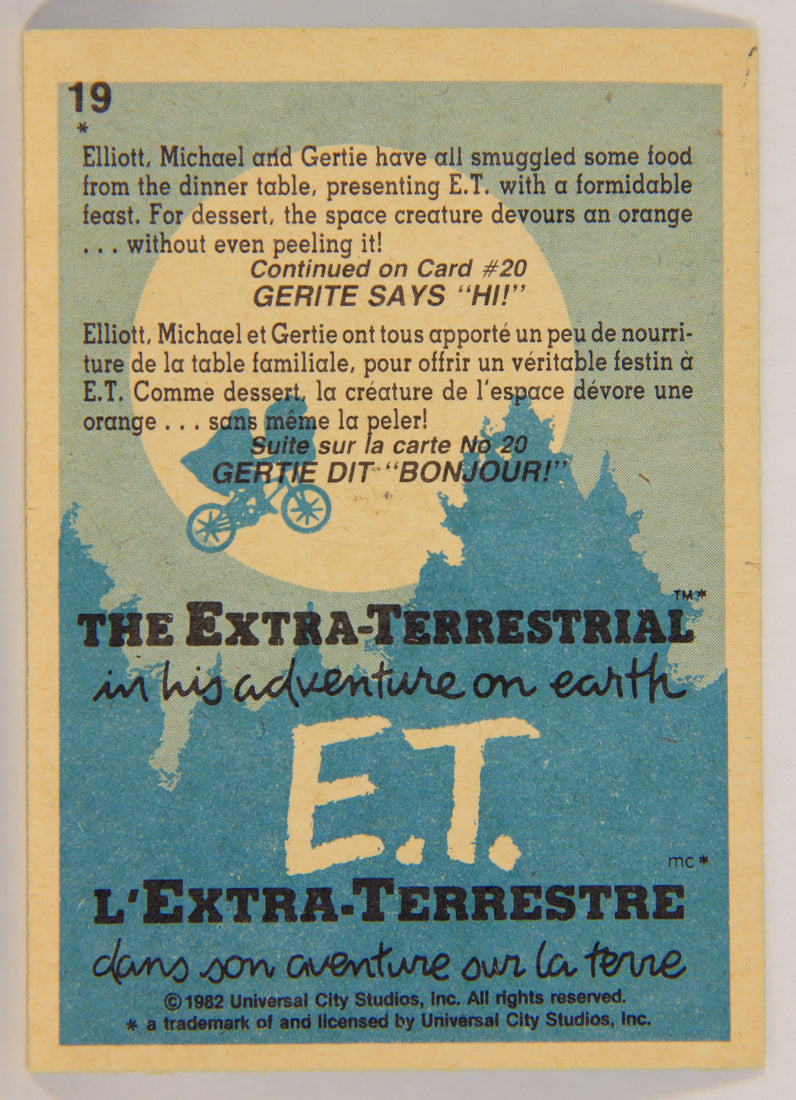 19
*
Elliott, Michael and Gertie have all smuggled some food
from the dinner table, presenting E.T. with a formidable
feast. For dessert, the space creature devours an orange
. . . without even peeling it!
Continued on Card #20
GERITE SAYS “HI!”
Elliott, Michael et Gertie ont tous apporté un peu de nourri-
ture de la table familiale, pour offrir un véritable festin à
E.T. Comme dessert, la créature de l'espace dévore une
orange . . . sans même la peler!
Suite sur la carte No 20
GERTIE DIT “BONJOUR!”
THE EXTRA-TERRESTRIAL™*
in his adventure on earth
E.T.
mc*
L'EXTRA-TERRESTRE
dans son aventure sur la terre
©1982 Universal City Studios, Inc. All rights reserved.
* a trademark of and licensed by Universal City Studios, Inc.